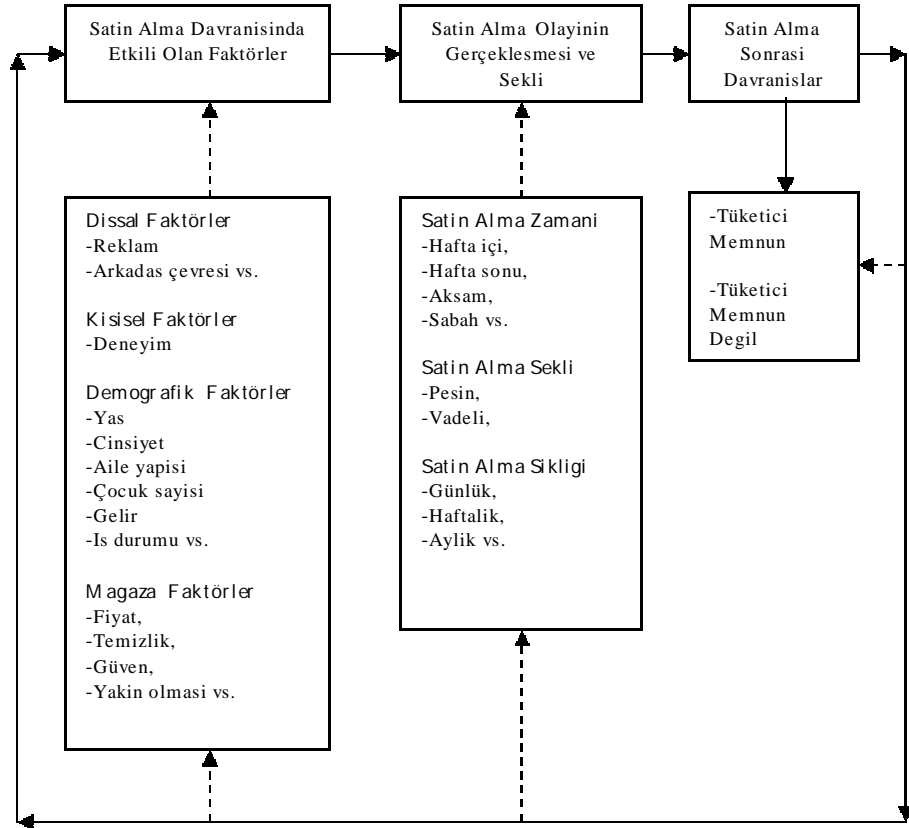 Satin Alma Davranisinda
Etkili Olan Faktörler
Satin Alma Olayinin
Gerçeklesmesi ve
Sekli
Satin Alma
Sonrasi
Davranislar
Dissal Faktörler
-Reklam
-Arkadas çevresi vs.
Kisisel Faktörler
-Deneyim
Demografik Faktörler
-Yas
-Cinsiyet
-Aile yapisi
-Çocuk sayisi
-Gelir
-Is durumu vs.
Magaza Faktörler
-Fiyat,
-Temizlik,
-Güven,
-Yakin olmasi vs.
Satin Alma Zamani
-Hafta içi,
-Hafta sonu,
-Aksam,
-Sabah vs.
Satin Alma Sekli
-Pesin,
-Vadeli,
Satin Alma Sikligi
-Günlük,
-Haftalik,
-Aylik vs.
-Tüketici
Memnun
-Tüketici
Memnun
Degil